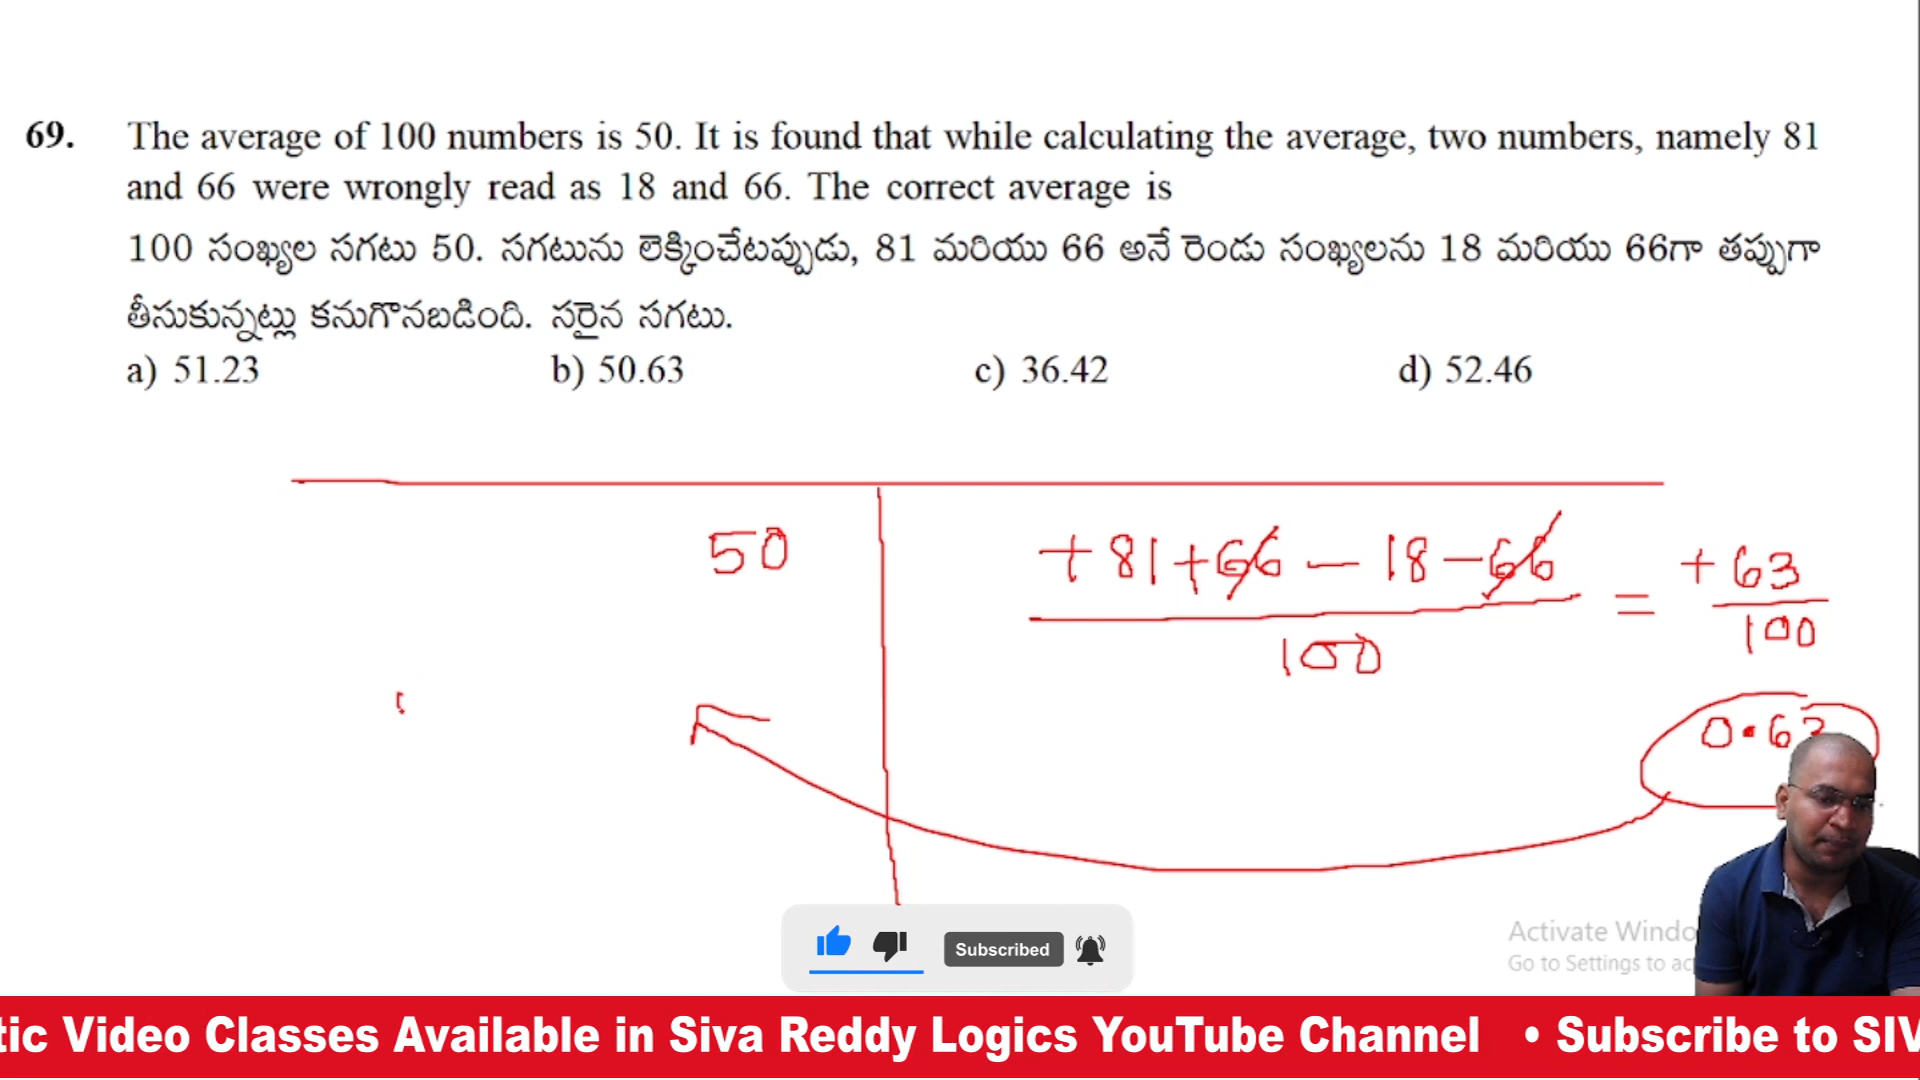 69. The average of 100 numbers is 50. It is found that while calculating the average, two numbers, namely 81
and 66 were wrongly read as 18 and 66. The correct average is
100 సంఖ్యల సగటు 50. సగటును లెక్కించేటప్పుడు, 81 మరియు 66 అనే రెండు సంఖ్యలను 18 మరియు 66గా తప్పుగా
తీసుకున్నట్లు కనుగొనబడింది. సరైన సగటు.
a) 51.23 b) 50.63 c) 36.42 d) 52.46
50 +81+66-18-66 = +63
100 100
0.63
Activate Windo
Go to Settings to ac
Subscribed
tic Video Classes Available in Siva Reddy Logics YouTube Channel • Subscribe to SIV